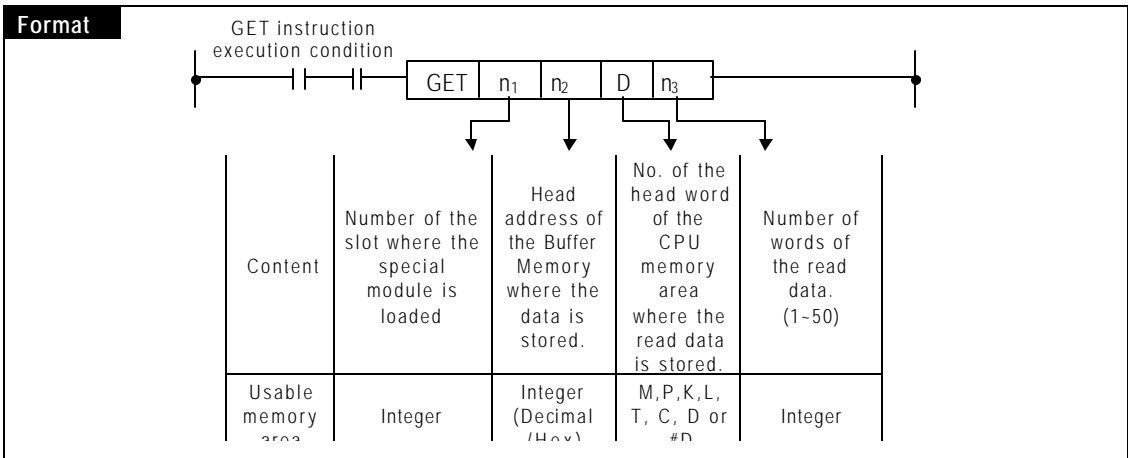 Format
GET instruction
execution condition
GET n₁ n₂ D n₃
Content
Number of the
slot where the
special
module is
loaded
Head
address of
the Buffer
Memory
where the
data is
stored.
No. of the
head word
of the
CPU
memory
area
where the
read data
is stored.
Number of
words of
the read
data.
(1~50)
Usable
memory
area
Integer
Integer
(Decimal
/Hex)
M,P,K,L,
T, C, D or
#D
Integer